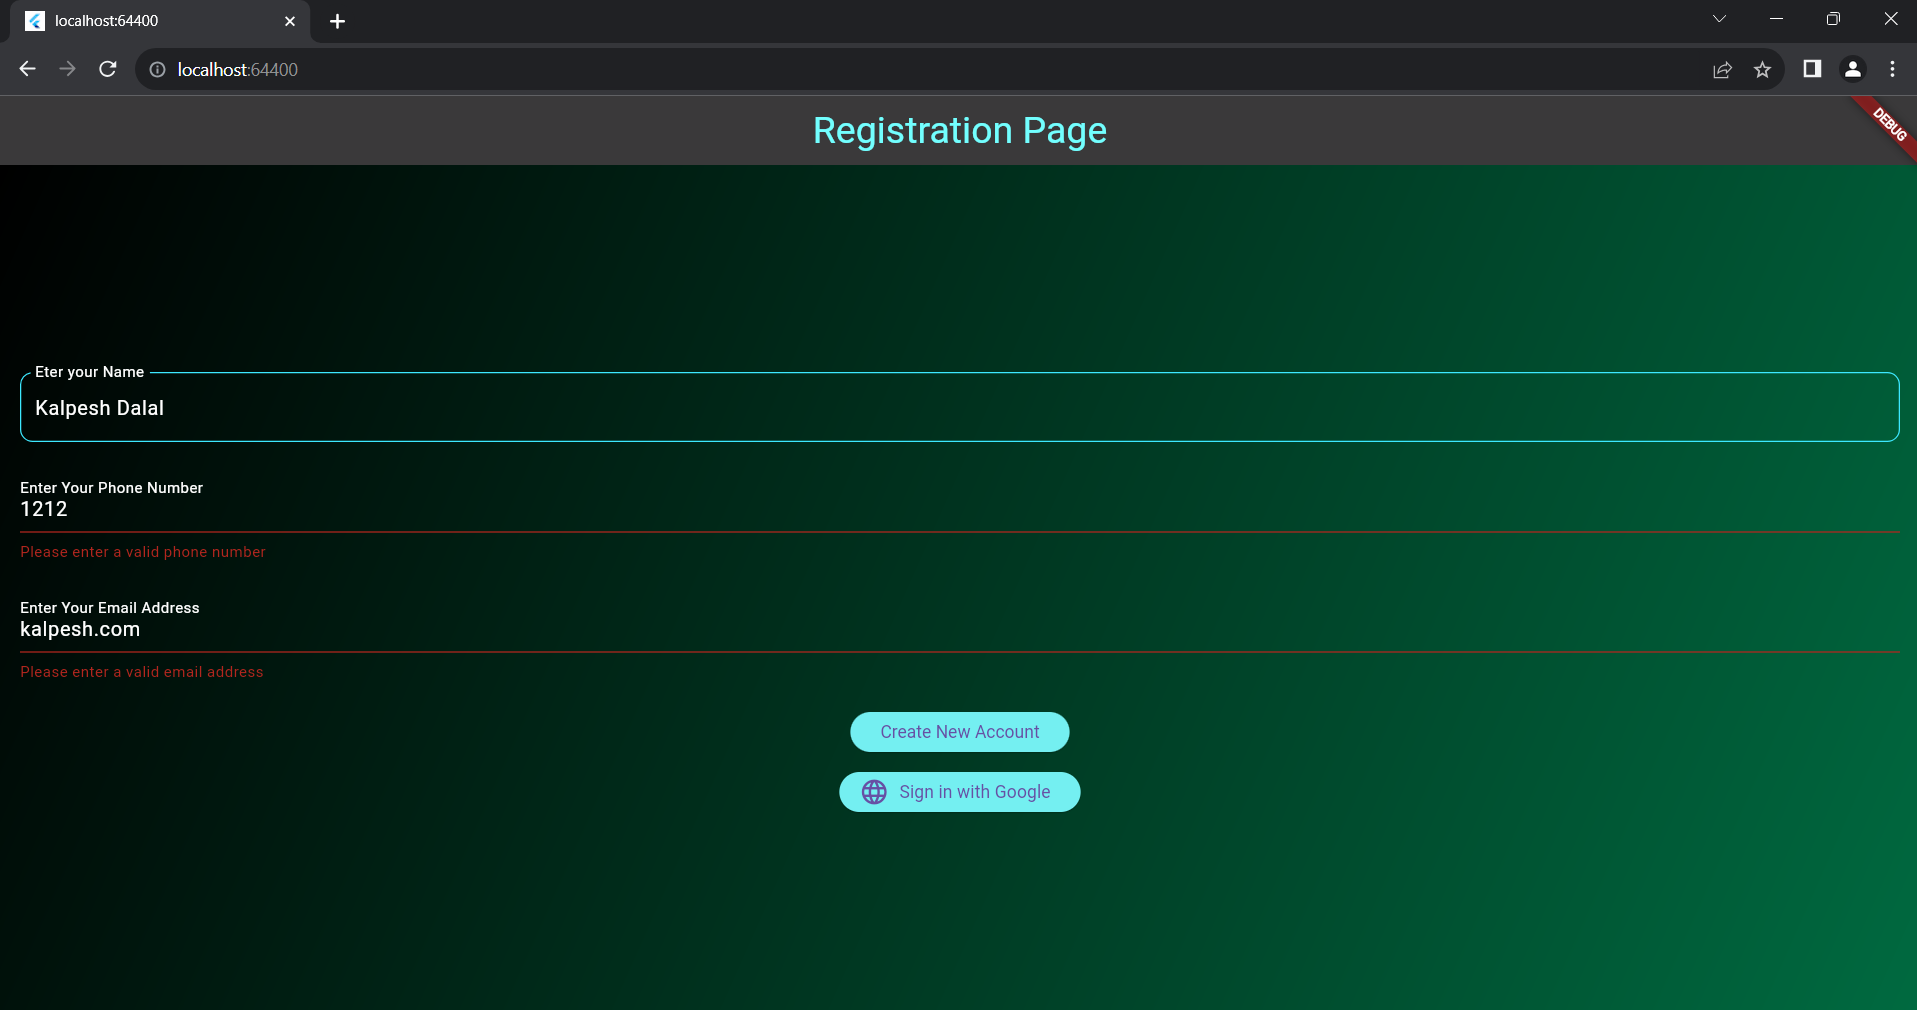 localhost:64400
localhost:64400
Registration Page
DEBUG
Eter your Name
Kalpesh Dalal
Enter Your Phone Number
1212
Please enter a valid phone number
Enter Your Email Address
kalpesh.com
Please enter a valid email address
Create New Account
Sign in with Google